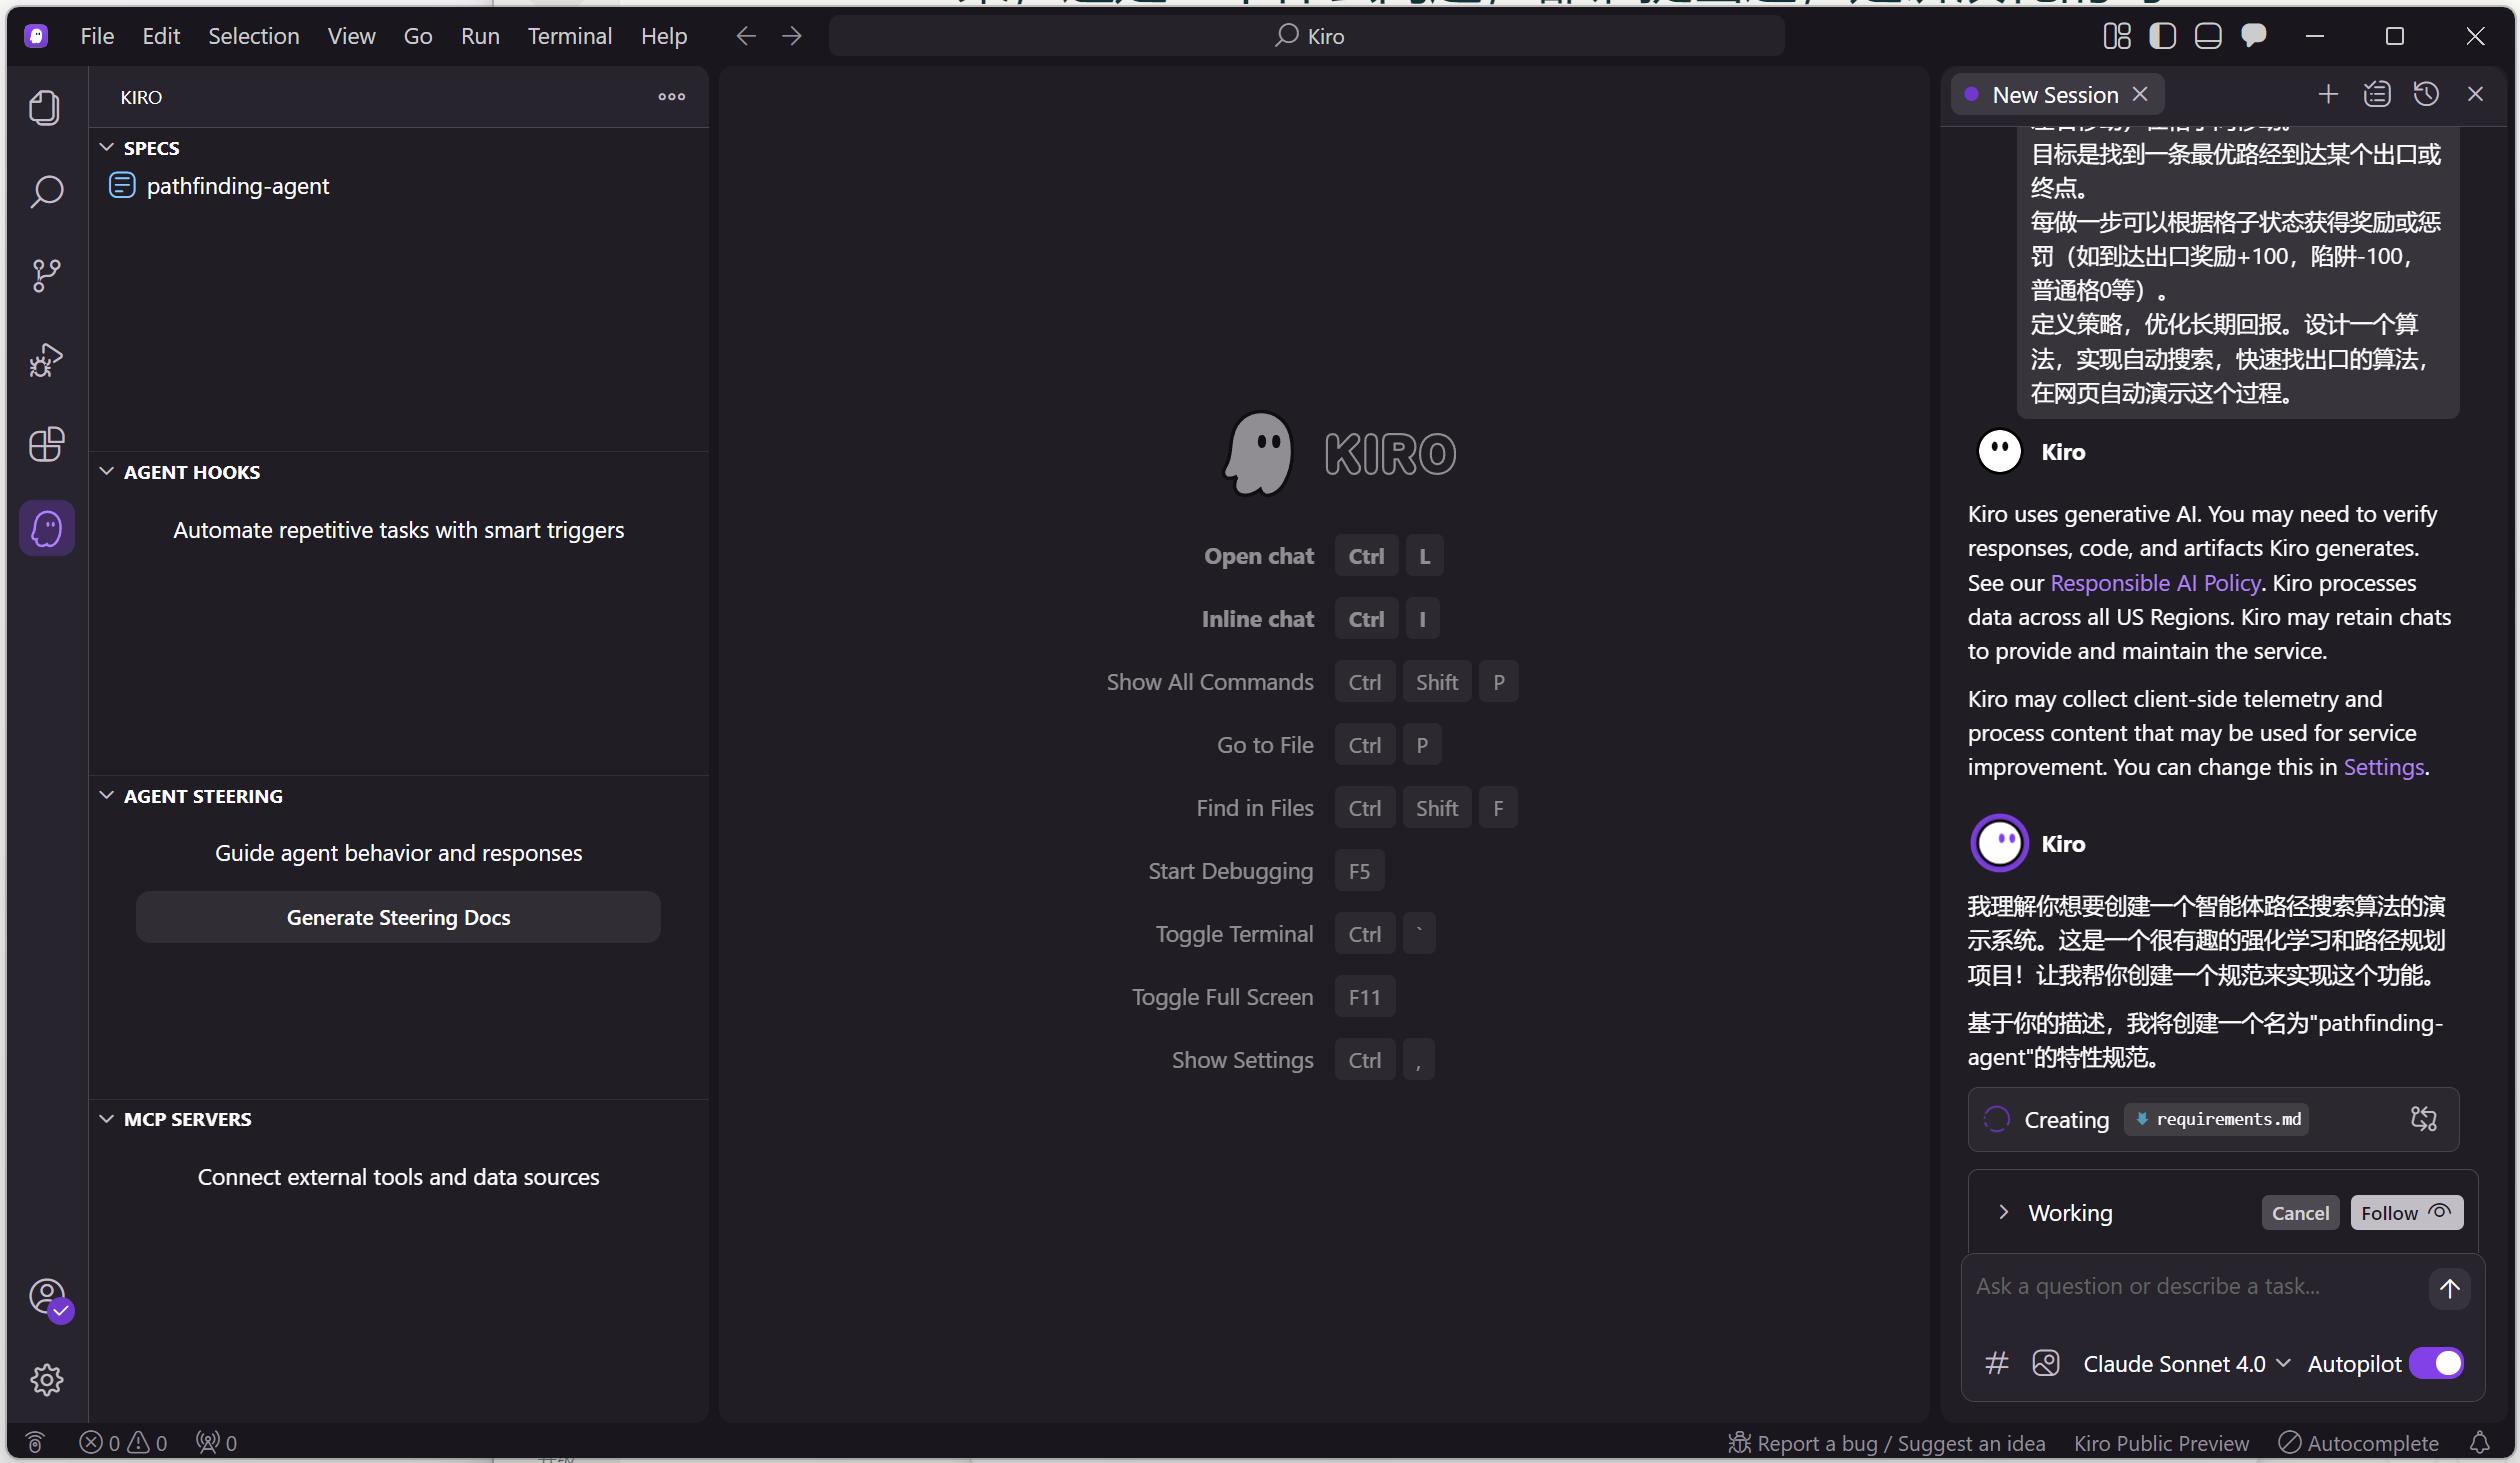 File Edit Selection View Go Run Terminal Help
Kiro
KIRO
SPECS
pathfinding-agent
AGENT HOOKS
Automate repetitive tasks with smart triggers
AGENT STEERING
Guide agent behavior and responses
Generate Steering Docs
MCP SERVERS
Connect external tools and data sources
KIRO
Open chat Ctrl L
Inline chat Ctrl I
Show All Commands Ctrl Shift P
Go to File Ctrl P
Find in Files Ctrl Shift F
Start Debugging F5
Toggle Terminal Ctrl `
Toggle Full Screen F11
Show Settings Ctrl ,
New Session
目标是找到一条最优路经到达某个出口或
终点。
每做一步可以根据格子状态获得奖励或惩
罚（如到达出口奖励+100，陷阱-100，
普通格0等）。
定义策略，优化长期回报。设计一个算
法，实现自动搜索，快速找出口的算法，
在网页自动演示这个过程。
Kiro
Kiro uses generative AI. You may need to verify
responses, code, and artifacts Kiro generates.
See our Responsible AI Policy. Kiro processes
data across all US Regions. Kiro may retain chats
to provide and maintain the service.
Kiro may collect client-side telemetry and
process content that may be used for service
improvement. You can change this in Settings.
Kiro
我理解你想要创建一个智能体路径搜索算法的演
示系统。这是一个很有趣的强化学习和路径规划
项目！让我帮你创建一个规范来实现这个功能。
基于你的描述，我将创建一个名为"pathfinding-
agent"的特性规范。
Creating requirements.md
Working Cancel Follow
Ask a question or describe a task...
# Claude Sonnet 4.0 Autopilot
0 0 0
Report a bug / Suggest an idea Kiro Public Preview Autocomplete